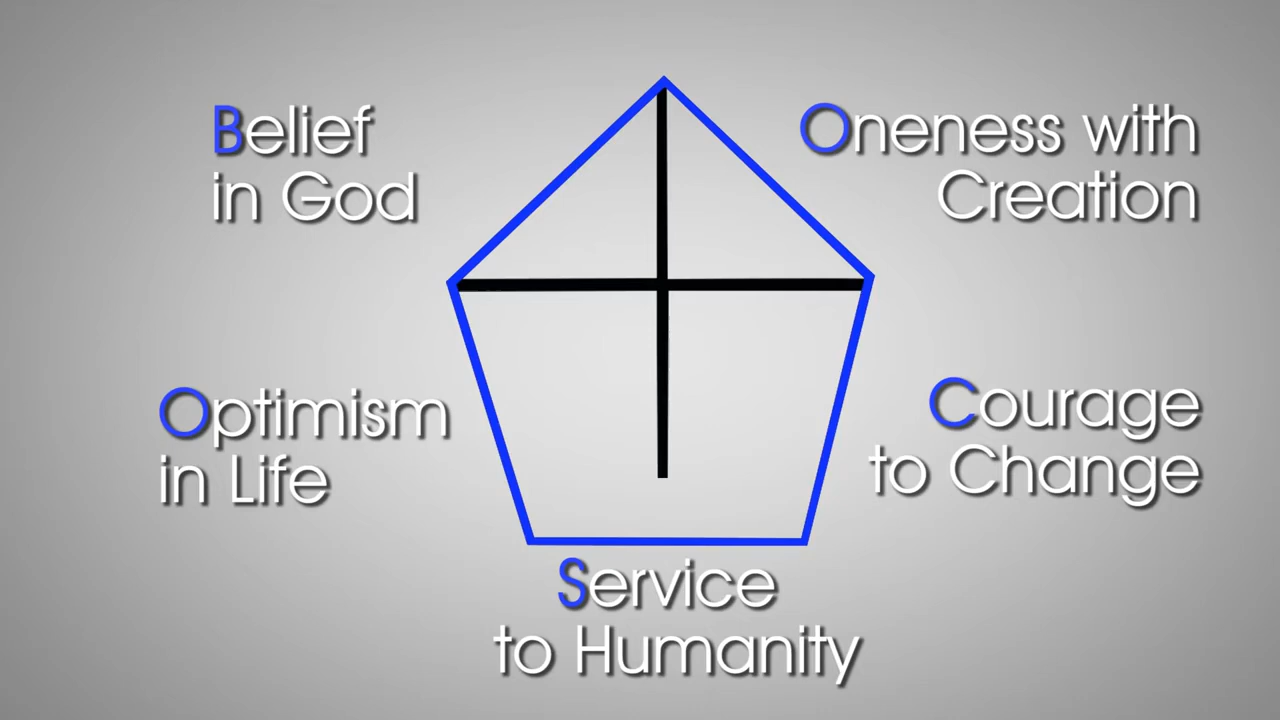 Belief
in God
Oneness with
Creation
Optimism
in Life
Courage
to Change
Service
to Humanity